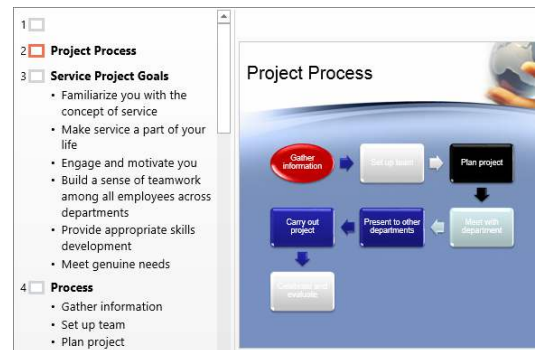 1
2 Project Process
3 Service Project Goals
• Familiarize you with the
concept of service
• Make service a part of your
life
• Engage and motivate you
• Build a sense of teamwork
among all employees across
departments
• Provide appropriate skills
development
• Meet genuine needs
4 Process
• Gather information
• Set up team
• Plan project
Project Process
Gather
information
Set up team
Plan project
Meet with
department
Present to other
departments
Carry out
project
Celebrate and
evaluate